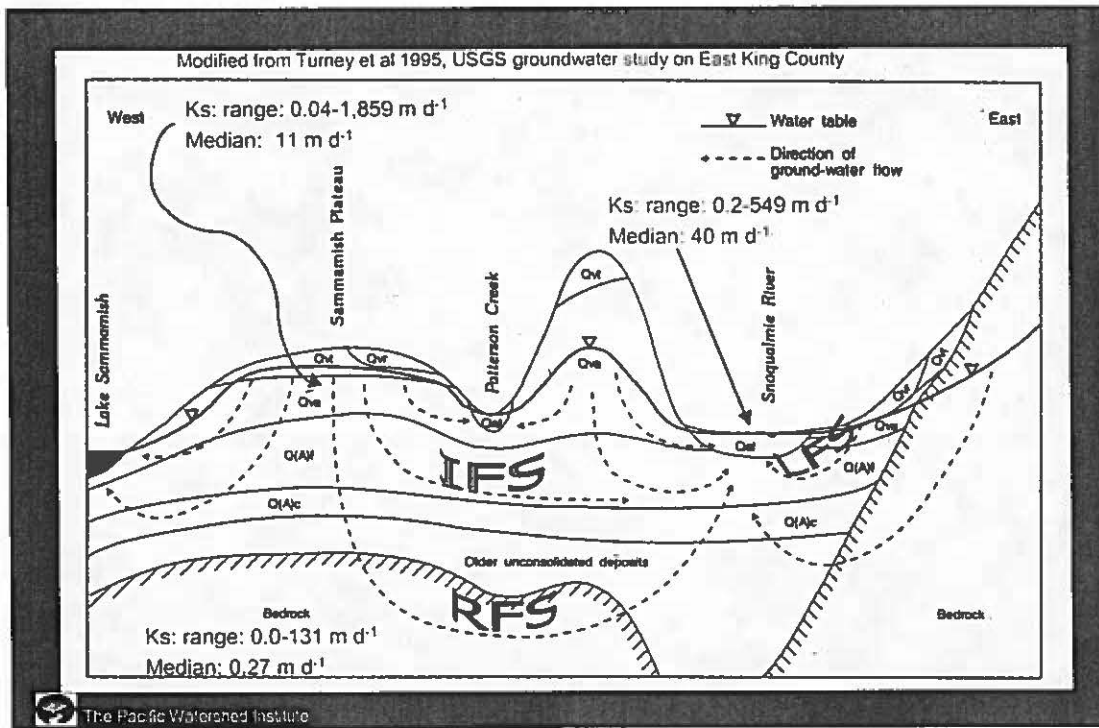 Modified from Turney et al 1995, USGS groundwater study on East King County
West
Ks: range: 0.04-1,859 m d⁻¹
Median: 11 m d⁻¹
Water table
East
Direction of
ground-water flow
Ks: range: 0.2-549 m d⁻¹
Median: 40 m d⁻¹
Lake Sammamish
Sammamish Plateau
Patterson Creek
Snoqualmie River
Qvt
Qvr
Qva
Qal
Qvt
Qva
Qal
Qvr
Qvt
Qva
Q(A)f
IFS
LFS
Q(A)f
Q(A)c
Q(A)c
Older unconsolidated deposits
Bedrock
RFS
Bedrock
Ks: range: 0.0-131 m d⁻¹
Median: 0.27 m d⁻¹
The Pacific Watershed Institute